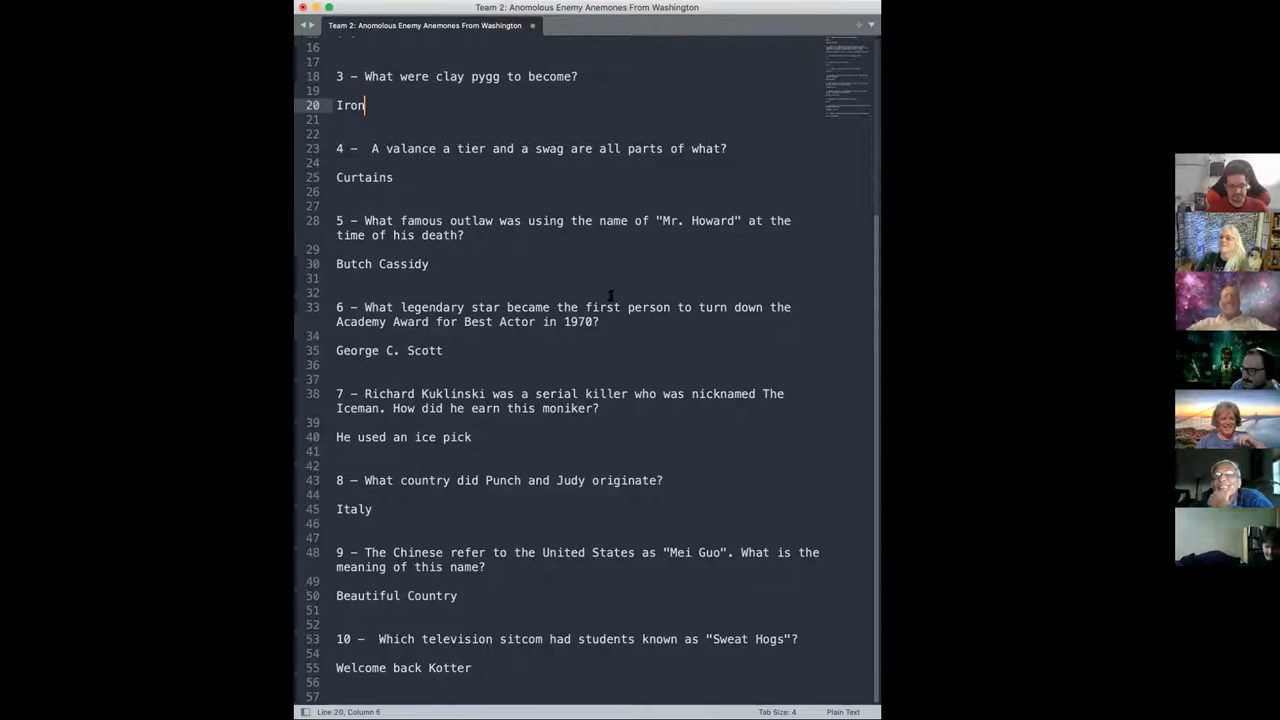 Team 2: Anomolous Enemy Anemones From Washington
Team 2: Anomolous Enemy Anemones From Washington
16
17
18 3 - What were clay pygg to become?
19
20 Iron
21
22
23 4 -  A valance a tier and a swag are all parts of what?
24
25 Curtains
26
27
28 5 - What famous outlaw was using the name of "Mr. Howard" at the
time of his death?
29
30 Butch Cassidy
31
32
33 6 - What legendary star became the first person to turn down the
Academy Award for Best Actor in 1970?
34
35 George C. Scott
36
37
38 7 - Richard Kuklinski was a serial killer who was nicknamed The
Iceman. How did he earn this moniker?
39
40 He used an ice pick
41
42
43 8 - What country did Punch and Judy originate?
44
45 Italy
46
47
48 9 - The Chinese refer to the United States as "Mei Guo". What is the
meaning of this name?
49
50 Beautiful Country
51
52
53 10 -  Which television sitcom had students known as "Sweat Hogs"?
54
55 Welcome back Kotter
56
57
Line 20, Column 5 Tab Size: 4 Plain Text